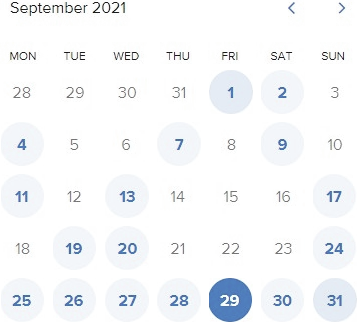 September 2021
MON TUE WED THU FRI SAT SUN
28 29 30 31 1 2 3
4 5 6 7 8 9 10
11 12 13 14 15 16 17
18 19 20 21 22 23 24
25 26 27 28 29 30 31